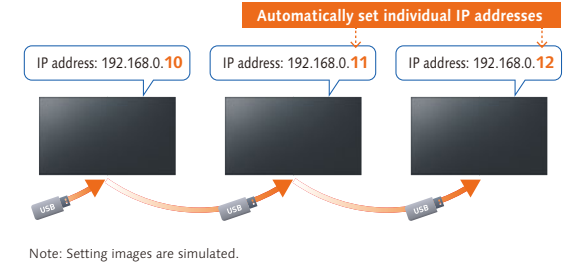 Automatically set individual IP addresses
IP address: 192.168.0.10
IP address: 192.168.0.11
IP address: 192.168.0.12
USB
USB
USB
Note: Setting images are simulated.